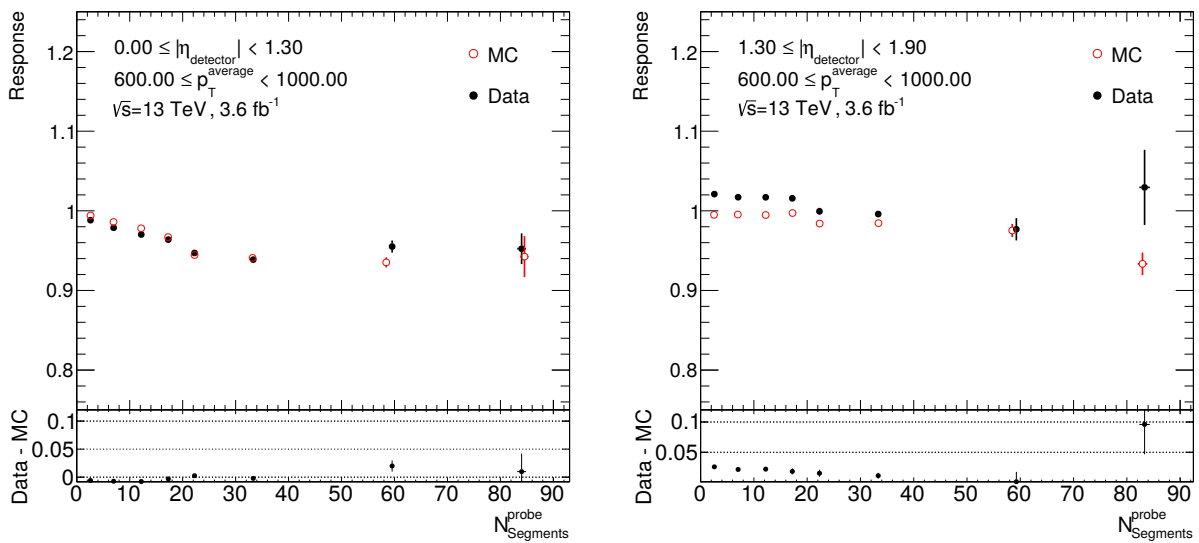 Response
1.2
1.1
1
0.9
0.8
0.00 ≤ |η_detector| < 1.30
600.00 ≤ p_T^average < 1000.00
√s=13 TeV, 3.6 fb⁻¹
MC
Data
Data - MC
0.1
0.05
0
0 10 20 30 40 50 60 70 80 90
N_Segments^probe
Response
1.2
1.1
1
0.9
0.8
1.30 ≤ |η_detector| < 1.90
600.00 ≤ p_T^average < 1000.00
√s=13 TeV, 3.6 fb⁻¹
MC
Data
Data - MC
0.1
0.05
0 10 20 30 40 50 60 70 80 90
N_Segments^probe